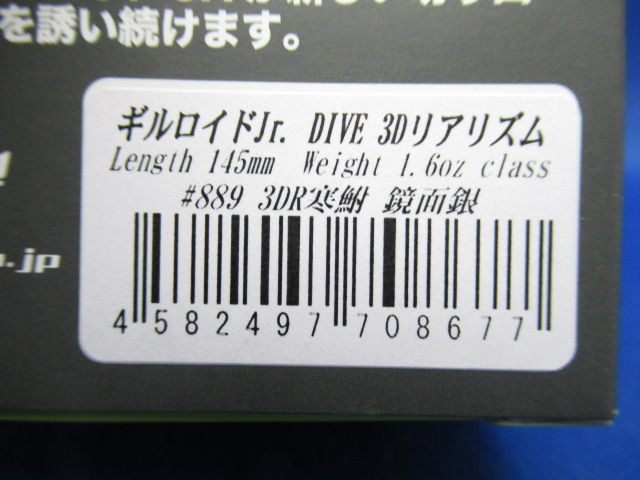 を誘い続けます。
ギルロイドJr. DIVE 3Dリアリズム
Length 145mm Weight 1.6oz class
#889 3DR寒鮒 鏡面銀
.jp
4 582497 708677